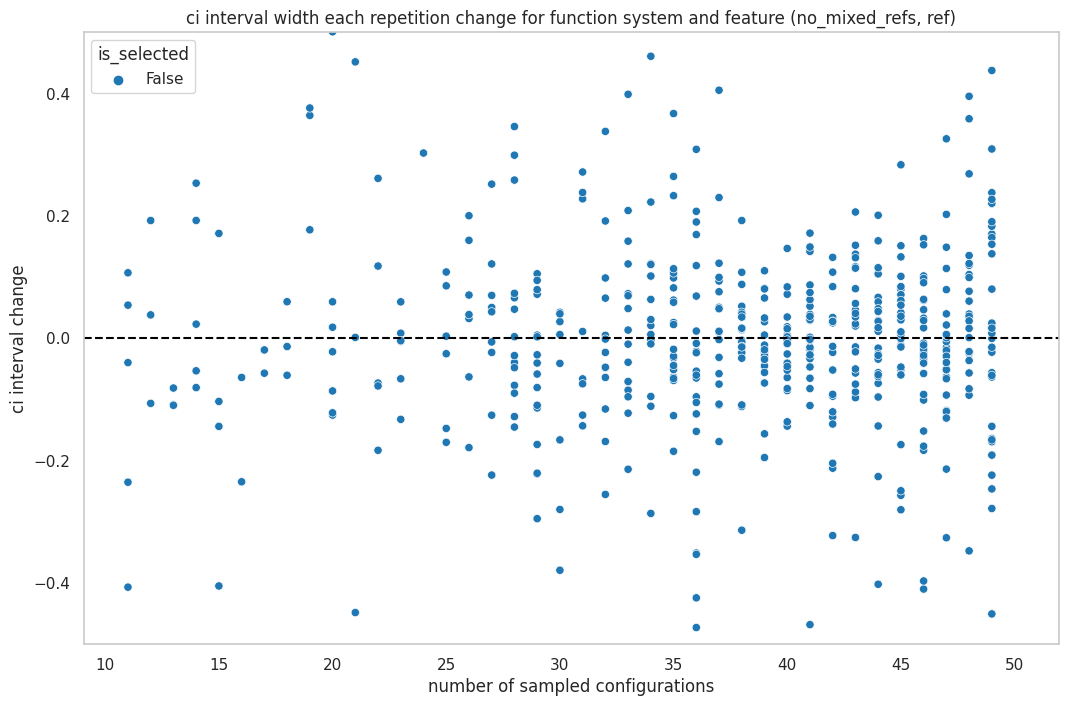 ci interval width each repetition change for function system and feature (no_mixed_refs, ref)
is_selected
False
ci interval change
0.4
0.2
0.0
−0.2
−0.4
10 15 20 25 30 35 40 45 50
number of sampled configurations